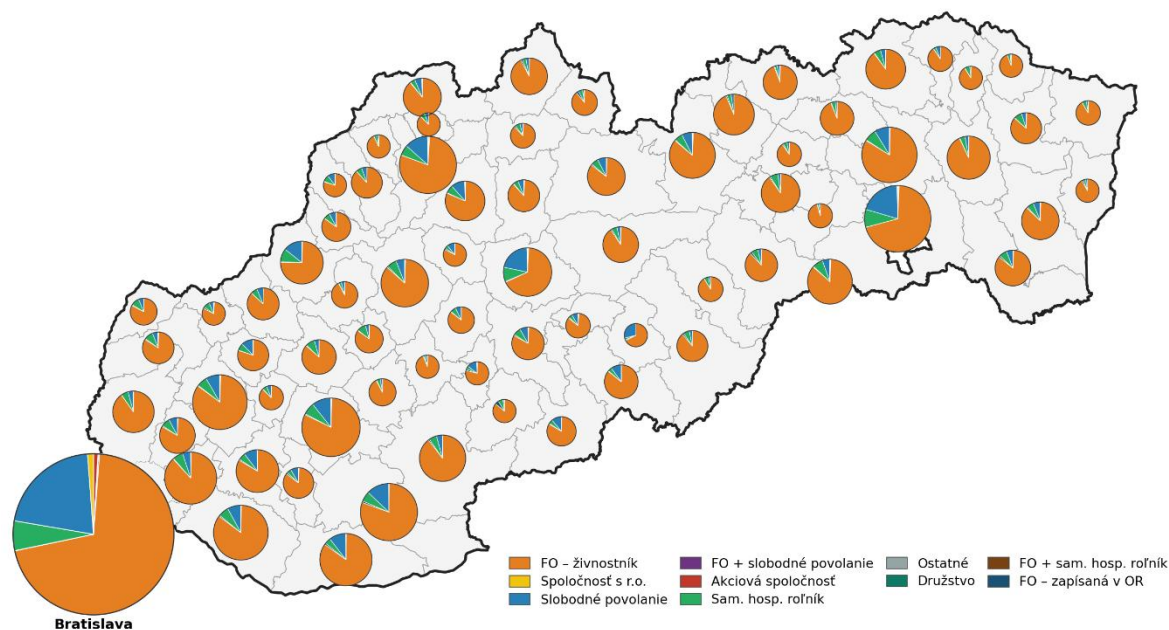 Bratislava
FO – živnostník
Spoločnosť s r.o.
Slobodné povolanie
FO + slobodné povolanie
Akciová spoločnosť
Sam. hosp. roľník
Ostatné
Družstvo
FO + sam. hosp. roľník
FO – zapísaná v OR